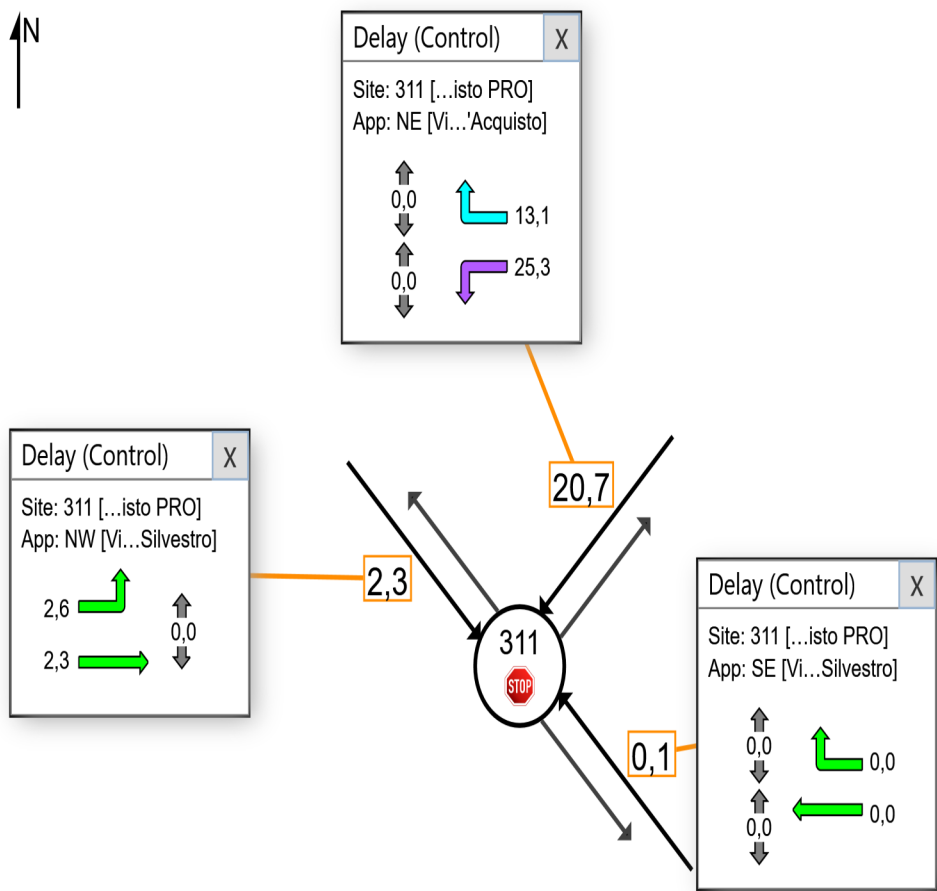 N
Delay (Control) X
Site: 311 [...isto PRO]
App: NE [Vi...'Acquisto]
0,0
13,1
0,0
25,3
Delay (Control) X
Site: 311 [...isto PRO]
App: NW [Vi...Silvestro]
2,6
0,0
2,3
20,7
2,3
311
STOP
0,1
Delay (Control) X
Site: 311 [...isto PRO]
App: SE [Vi...Silvestro]
0,0
0,0
0,0
0,0